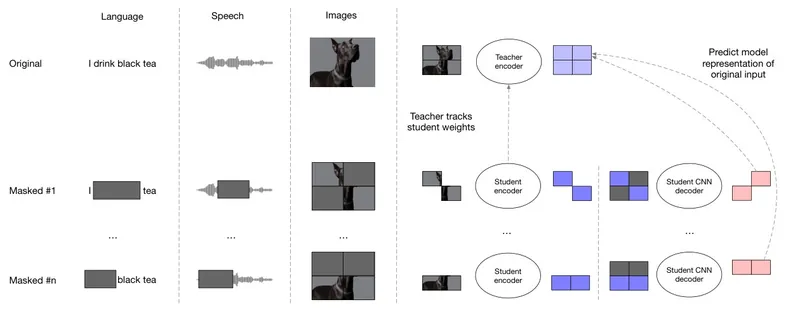 Language
Speech
Images
Original
I drink black tea
Teacher
encoder
Predict model
representation of
original input
Teacher tracks
student weights
Masked #1
I
tea
Student
encoder
Student CNN
decoder
...
...
...
...
...
Masked #n
black tea
Student
encoder
Student CNN
decoder